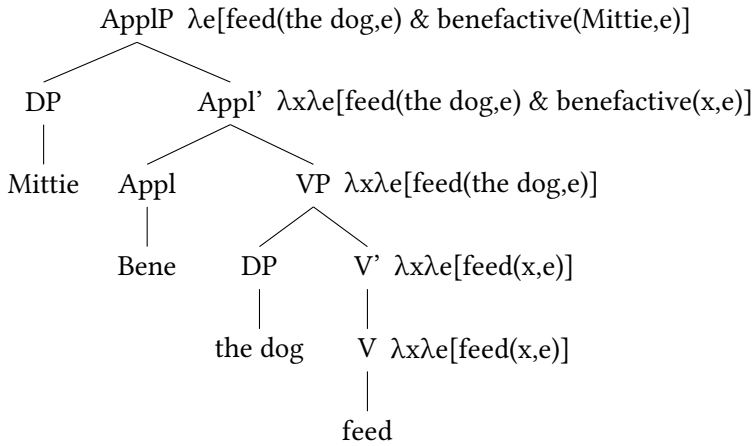 ApplP λe[feed(the dog,e) & benefactive(Mittie,e)]
DP Appl’ λxλe[feed(the dog,e) & benefactive(x,e)]
Mittie Appl VP λxλe[feed(the dog,e)]
Bene DP V’ λxλe[feed(x,e)]
the dog V λxλe[feed(x,e)]
feed